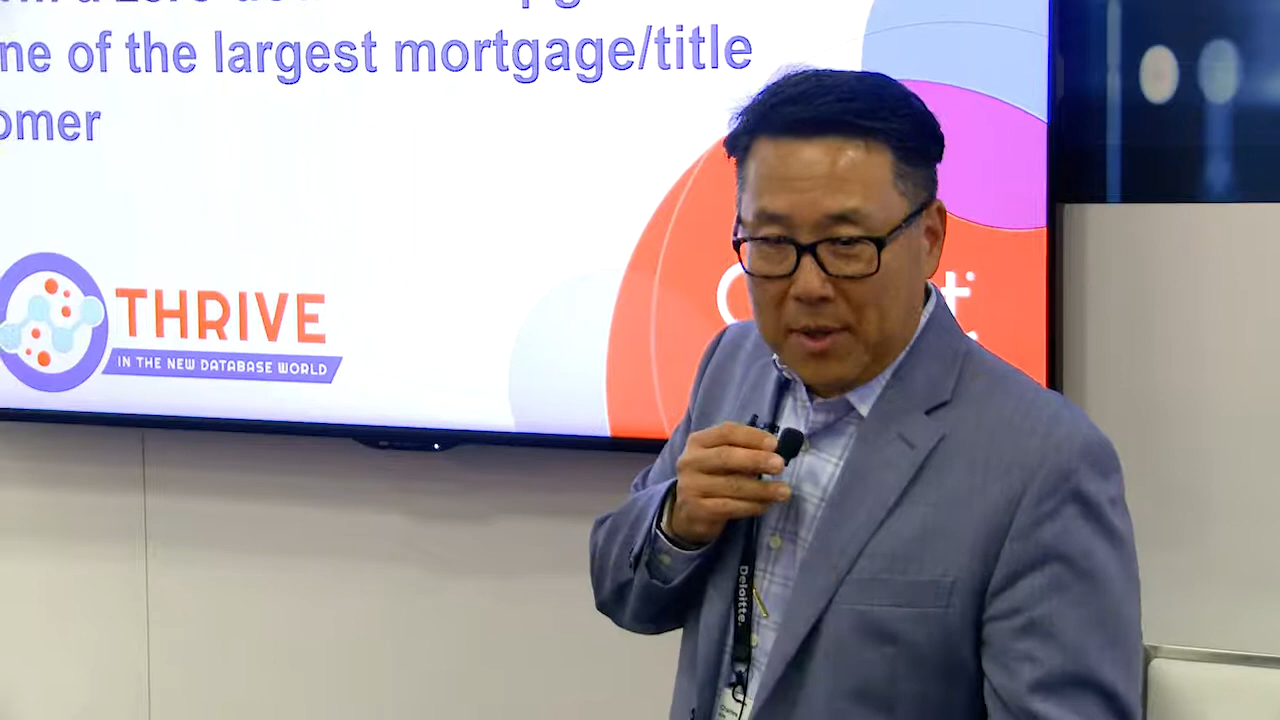 ne of the largest mortgage/title
omer
THRIVE
IN THE NEW DATABASE WORLD
Deloitte.